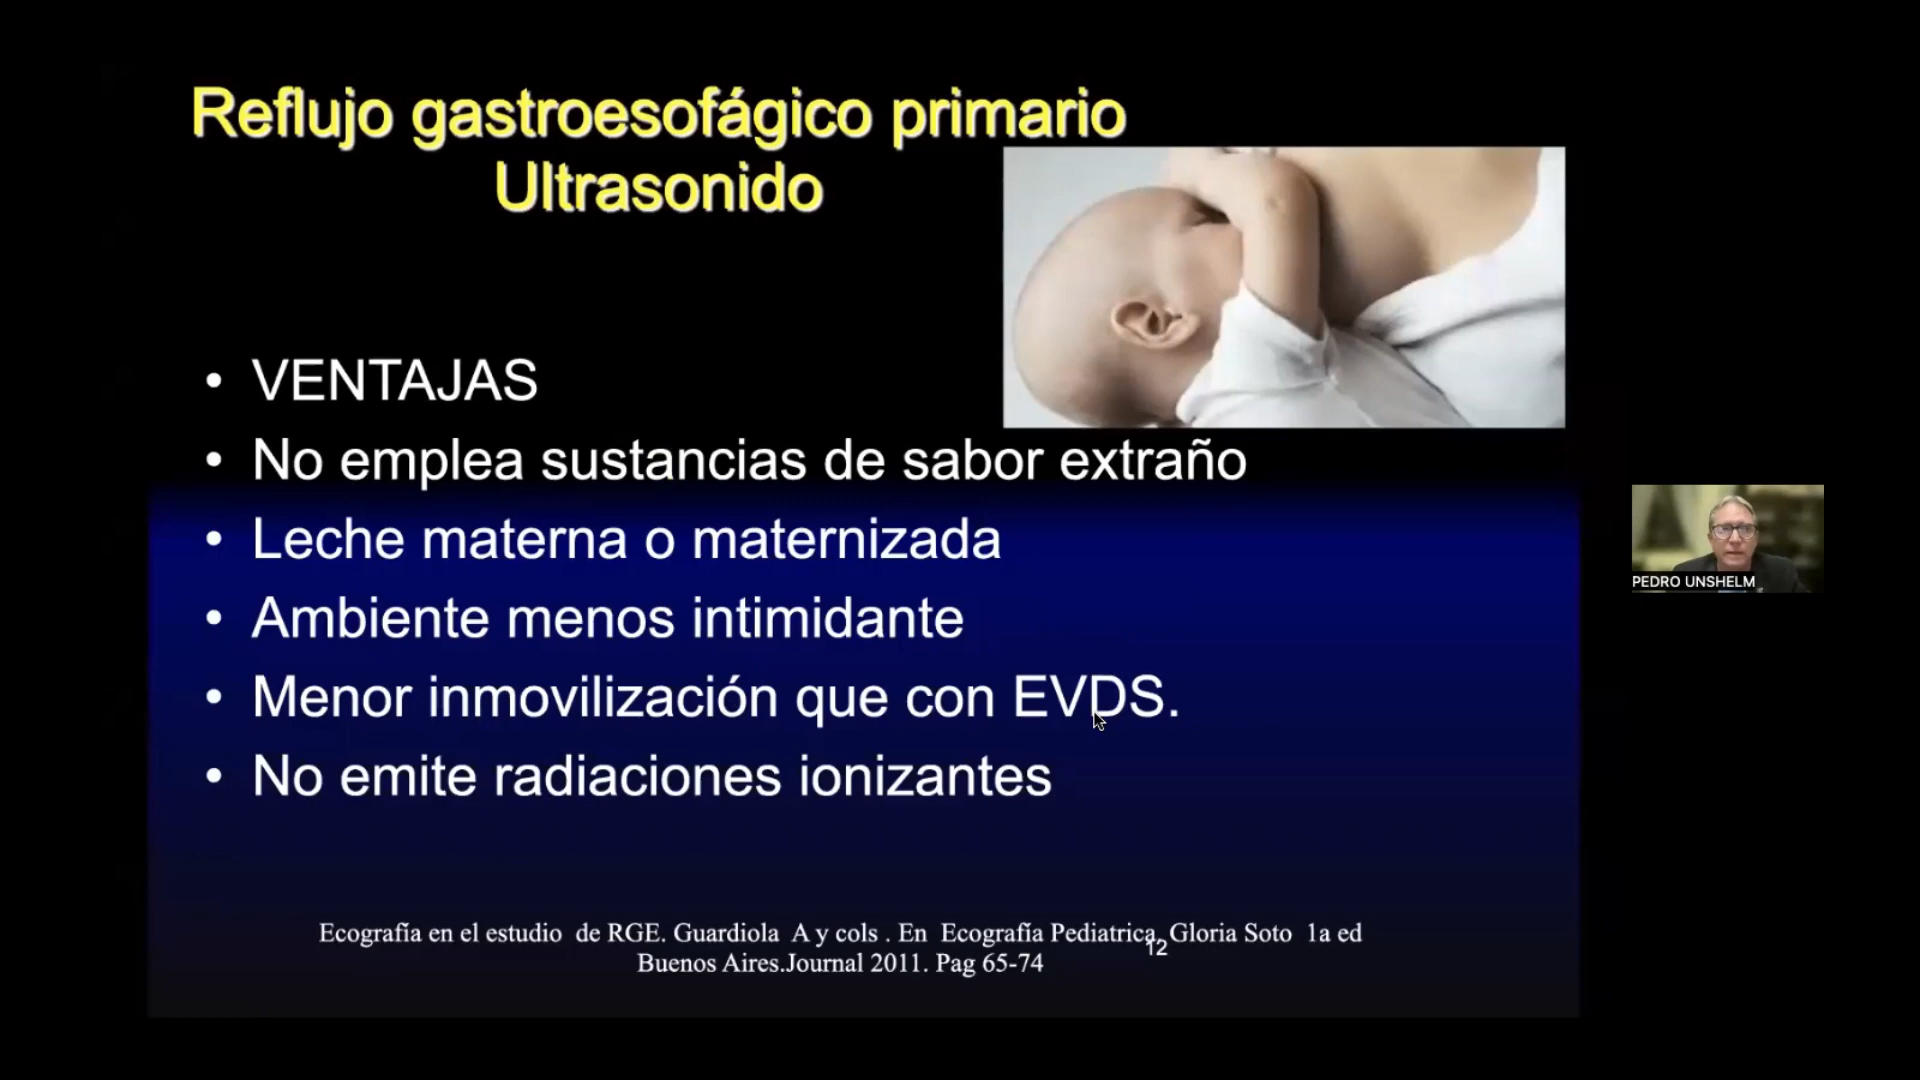 Reflujo gastroesofágico primario
Ultrasonido
• VENTAJAS
• No emplea sustancias de sabor extraño
• Leche materna o maternizada
• Ambiente menos intimidante
• Menor inmovilización que con EVDS.
• No emite radiaciones ionizantes
Ecografía en el estudio de RGE. Guardiola A y cols . En Ecografía Pediatrica, Gloria Soto 1a ed
Buenos Aires.Journal 2011. Pag 65-74
12
PEDRO UNSHELM